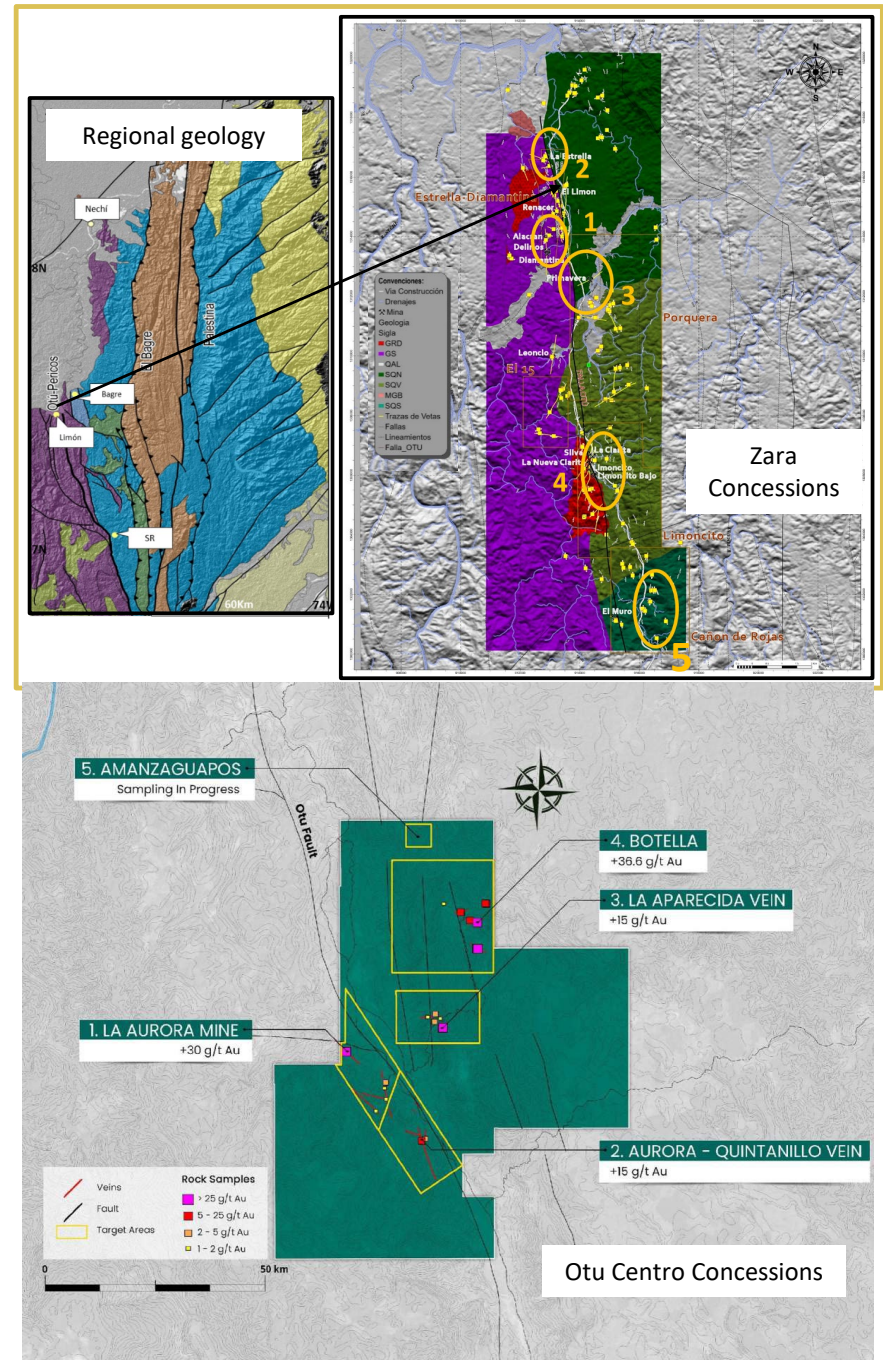 Regional geology
Nechí
8N
Otu-Pericos
El Bagre
Palestina
Bagre
Limón
SR
7N
60Km
74W
N
W
E
S
La Estrella
2
El Limon
Estrella-Diamantina
Renacer
1
Alacran
Delirios
Diamantina
Primavera
3
Convenciones:
Via Construcción
Drenajes
Mina
Geologia
Sigla
GRD
GS
QAL
SQN
SQV
MGB
SQS
Trazas de Vetas
Fallas
Lineamientos
Falla_OTU
Porquera
Leoncio
El 15
Silva
La Clarita
La Nueva Clarit
Limoncito
Limoncito Bajo
4
Limoncito
El Muro
Cañon de Rojas
5
Zara
Concessions
5. AMANZAGUAPOS
Sampling In Progress
Otu Fault
4. BOTELLA
+36.6 g/t Au
3. LA APARECIDA VEIN
+15 g/t Au
1. LA AURORA MINE
+30 g/t Au
2. AURORA - QUINTANILLO VEIN
+15 g/t Au
Veins
Fault
Target Areas
Rock Samples
> 25 g/t Au
5 - 25 g/t Au
2 - 5 g/t Au
1 - 2 g/t Au
0
50 km
Otu Centro Concessions